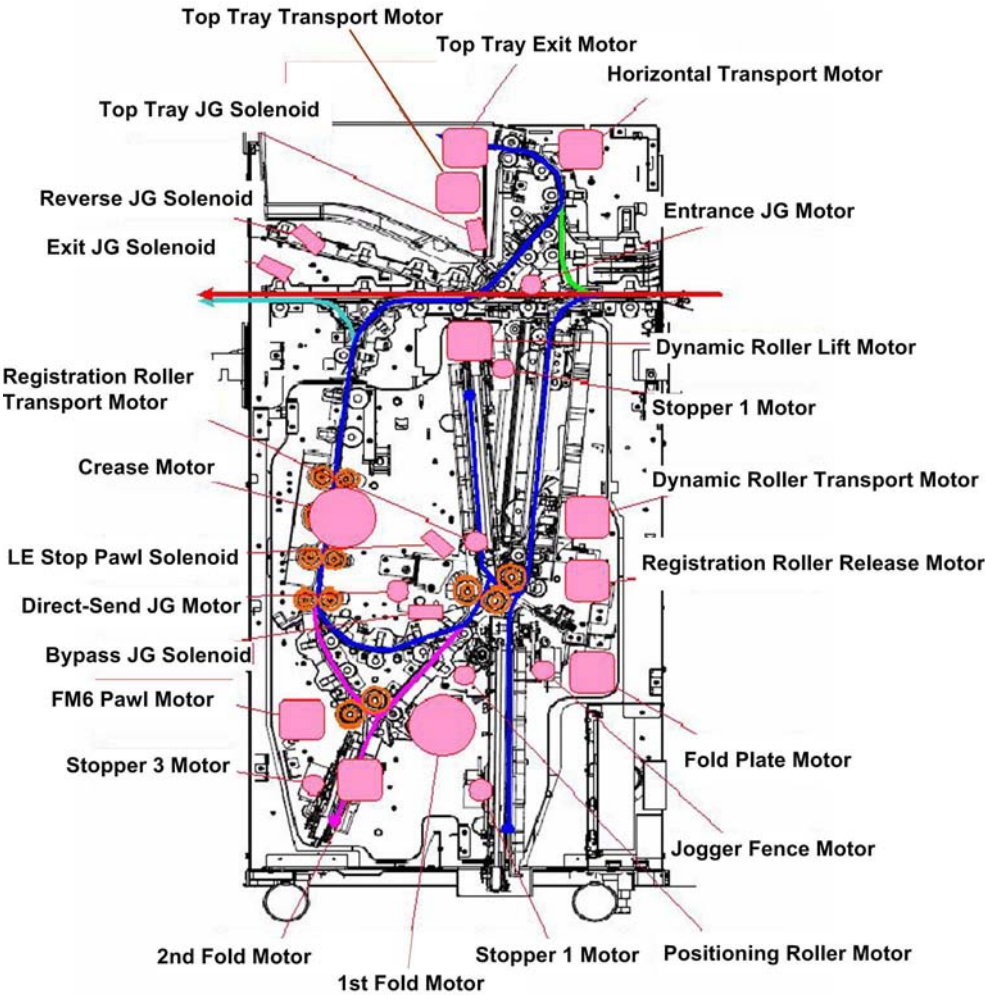 Top Tray Transport Motor
Top Tray Exit Motor
Horizontal Transport Motor
Top Tray JG Solenoid
Reverse JG Solenoid
Entrance JG Motor
Exit JG Solenoid
Dynamic Roller Lift Motor
Registration Roller
Transport Motor
Stopper 1 Motor
Crease Motor
Dynamic Roller Transport Motor
LE Stop Pawl Solenoid
Registration Roller Release Motor
Direct-Send JG Motor
Bypass JG Solenoid
FM6 Pawl Motor
Stopper 3 Motor
Fold Plate Motor
Jogger Fence Motor
2nd Fold Motor
Stopper 1 Motor
Positioning Roller Motor
1st Fold Motor